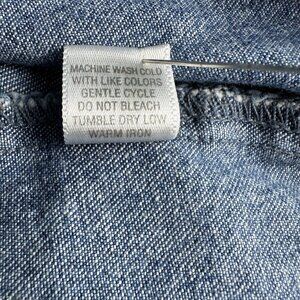 MACHINE WASH COLD
WITH LIKE COLORS
GENTLE CYCLE
DO NOT BLEACH
TUMBLE DRY LOW
WARM IRON